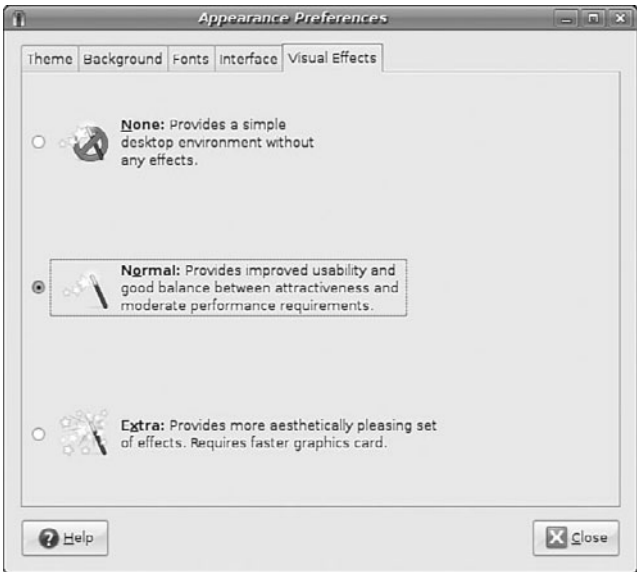 Appearance Preferences
Theme Background Fonts Interface Visual Effects
None: Provides a simple
desktop environment without
any effects.
Normal: Provides improved usability and
good balance between attractiveness and
moderate performance requirements.
Extra: Provides more aesthetically pleasing set
of effects. Requires faster graphics card.
Help Close